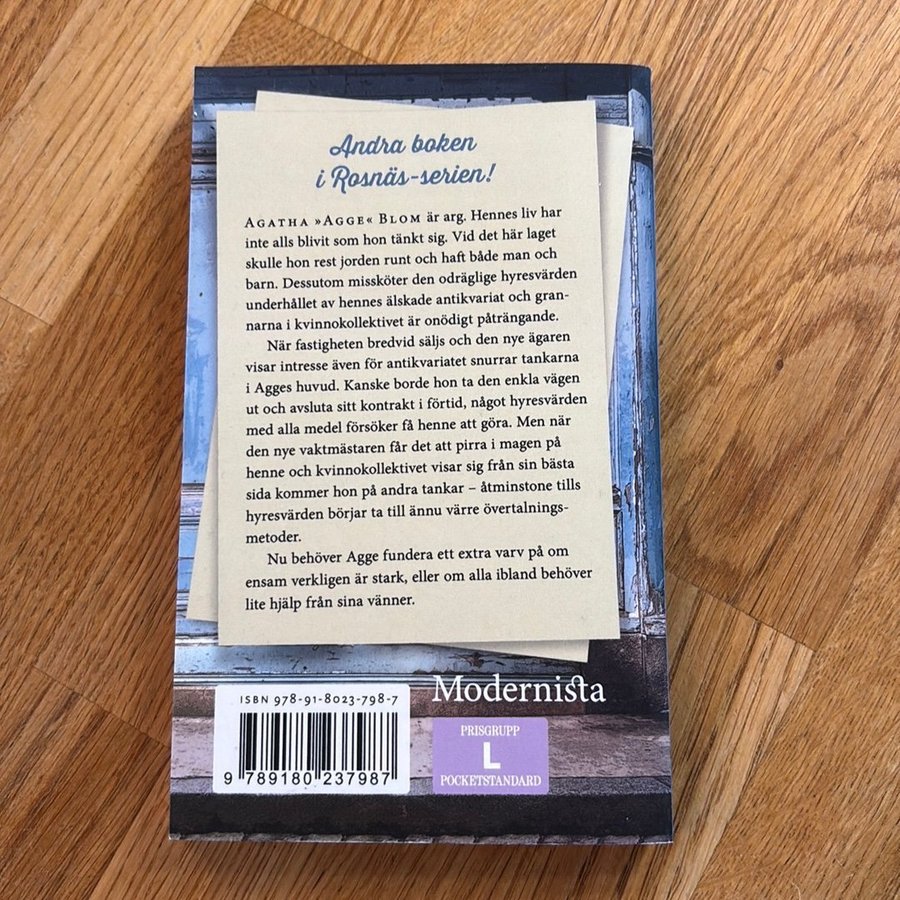 Andra boken
i Rosnäs-serien!
AGATHA »AGGE« BLOM är arg. Hennes liv har
inte alls blivit som hon tänkt sig. Vid det här laget
skulle hon rest jorden runt och haft både man och
barn. Dessutom missköter den odräglige hyresvärden
underhållet av hennes älskade antikvariat och gran-
narna i kvinnokollektivet är onödigt påträngande.
När fastigheten bredvid säljs och den nye ägaren
visar intresse även för antikvariatet snurrar tankarna
i Agges huvud. Kanske borde hon ta den enkla vägen
ut och avsluta sitt kontrakt i förtid, något hyresvärden
med alla medel försöker få henne att göra. Men när
den nye vaktmästaren får det att pirra i magen på
henne och kvinnokollektivet visar sig från sin bästa
sida kommer hon på andra tankar – åtminstone tills
hyresvärden börjar ta till ännu värre övertalnings-
metoder.
Nu behöver Agge fundera ett extra varv på om
ensam verkligen är stark, eller om alla ibland behöver
lite hjälp från sina vänner.
Modernista
ISBN 978-91-8023-798-7
9 789180 237987
PRISGRUPP
L
POCKETSTANDARD